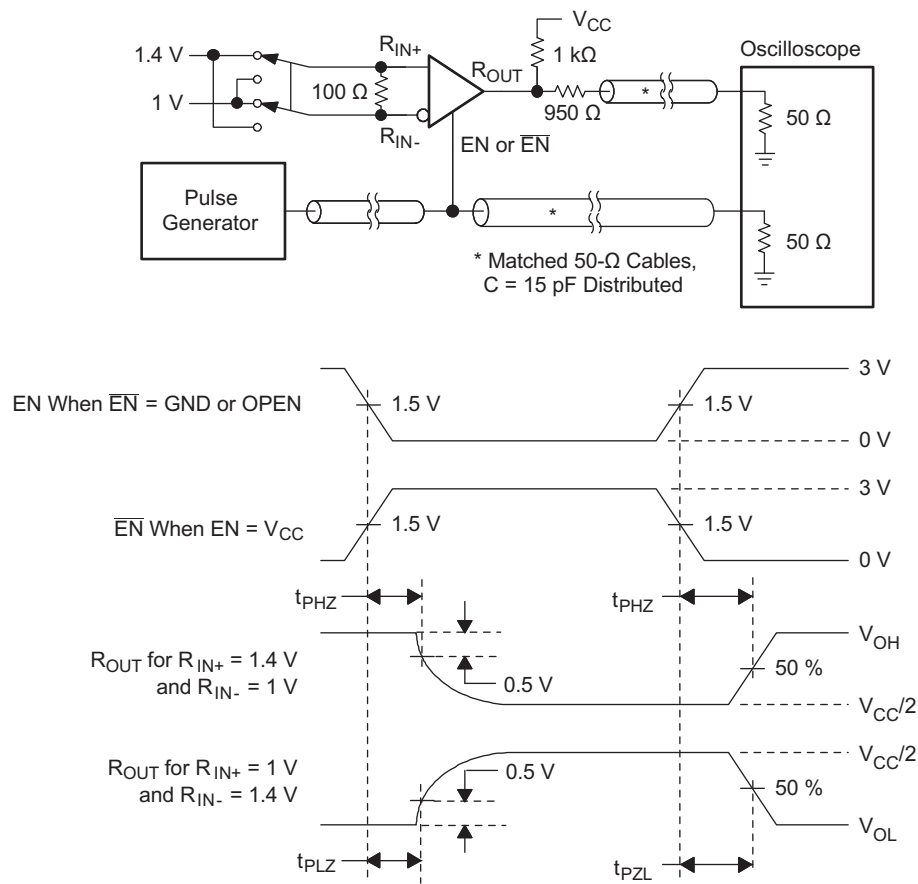 V_CC
1.4 V
R_IN+
1 kΩ
Oscilloscope
R_OUT
*
100 Ω
1 V
950 Ω
50 Ω
R_IN-
EN or E̅N̅
Pulse
Generator
*
50 Ω
* Matched 50-Ω Cables,
C = 15 pF Distributed
3 V
EN When E̅N̅ = GND or OPEN
1.5 V
1.5 V
0 V
3 V
E̅N̅ When EN = V_CC
1.5 V
1.5 V
0 V
t_PHZ
t_PHZ
V_OH
R_OUT for R_IN+ = 1.4 V
and R_IN- = 1 V
0.5 V
50 %
V_CC/2
V_CC/2
R_OUT for R_IN+ = 1 V
and R_IN- = 1.4 V
0.5 V
50 %
V_OL
t_PLZ
t_PZL